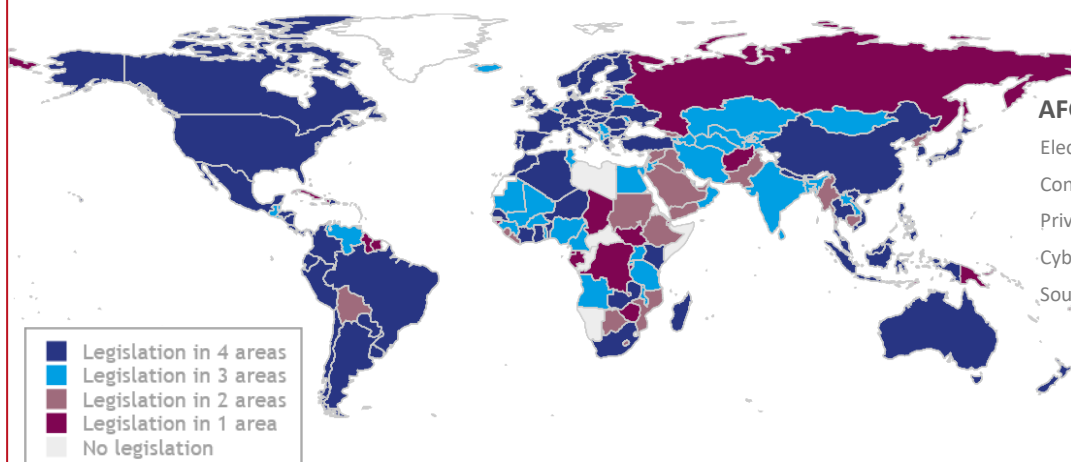 AFG
Elec
Con
Priv
Cyb
Sou
Legislation in 4 areas
Legislation in 3 areas
Legislation in 2 areas
Legislation in 1 area
No legislation